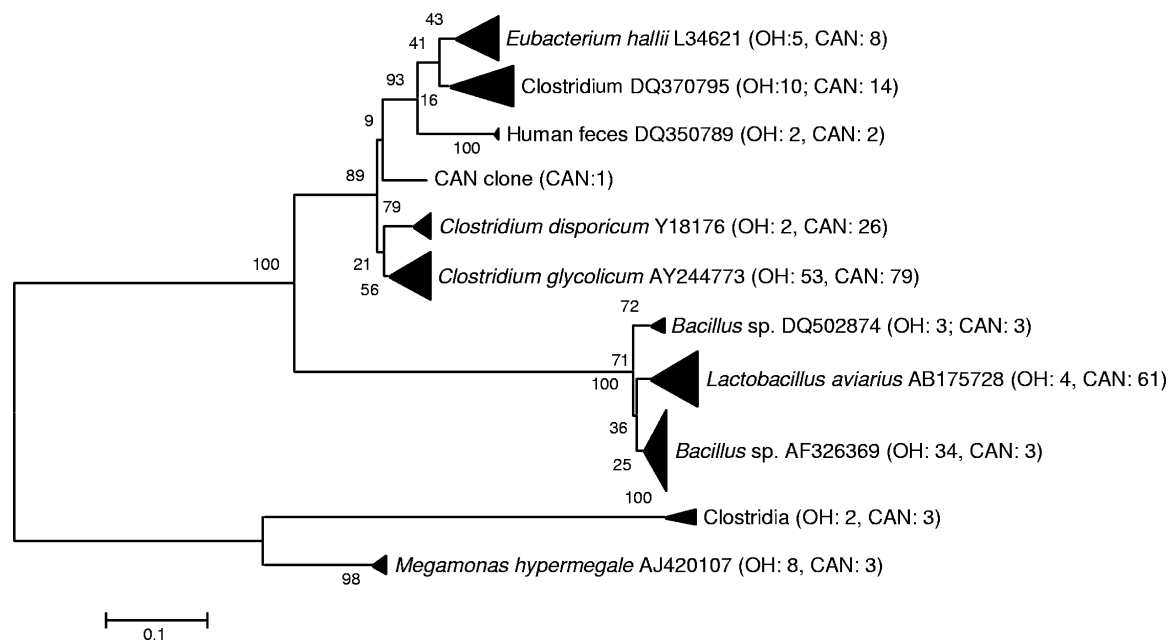 43
Eubacterium hallii L34621 (OH:5, CAN: 8)
41
93
Clostridium DQ370795 (OH:10; CAN: 14)
16
9
Human feces DQ350789 (OH: 2, CAN: 2)
100
89
CAN clone (CAN:1)
79
Clostridium disporicum Y18176 (OH: 2, CAN: 26)
21
100
Clostridium glycolicum AY244773 (OH: 53, CAN: 79)
56
72
Bacillus sp. DQ502874 (OH: 3; CAN: 3)
71
100
Lactobacillus aviarius AB175728 (OH: 4, CAN: 61)
36
Bacillus sp. AF326369 (OH: 34, CAN: 3)
25
100
Clostridia (OH: 2, CAN: 3)
Megamonas hypermegale AJ420107 (OH: 8, CAN: 3)
98
0.1